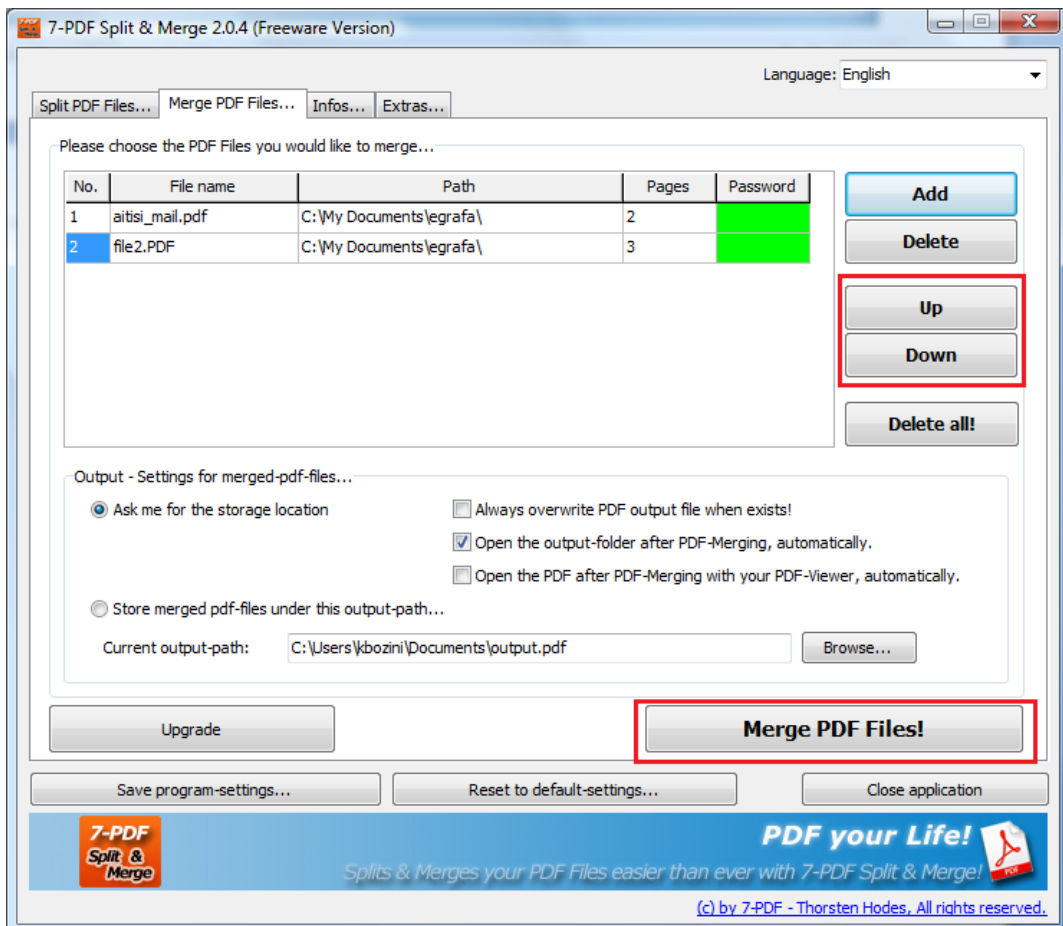 7-PDF Split & Merge 2.0.4 (Freeware Version)
Language: English
Split PDF Files... Merge PDF Files... Infos... Extras...
Please choose the PDF Files you would like to merge...
No. File name Path Pages Password
1 aitisi_mail.pdf C:\My Documents\egrafa\ 2
2 file2.PDF C:\My Documents\egrafa\ 3
Add
Delete
Up
Down
Delete all!
Output - Settings for merged-pdf-files...
Ask me for the storage location
Always overwrite PDF output file when exists!
Open the output-folder after PDF-Merging, automatically.
Open the PDF after PDF-Merging with your PDF-Viewer, automatically.
Store merged pdf-files under this output-path...
Current output-path: C:\Users\kbozini\Documents\output.pdf Browse...
Upgrade Merge PDF Files!
Save program-settings... Reset to default-settings... Close application
7-PDF
Split &
Merge
PDF your Life!
PDF
Splits & Merges your PDF Files easier than ever with 7-PDF Split & Merge!
(c) by 7-PDF - Thorsten Hodes, All rights reserved.